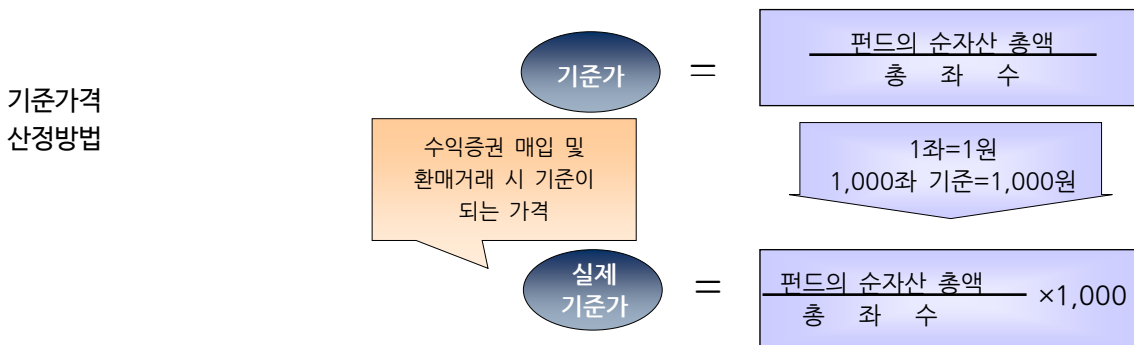 기준가격
산정방법
기준가
=
펀드의 순자산 총액
총 좌 수
수익증권 매입 및
환매거래 시 기준이
되는 가격
1좌=1원
1,000좌 기준=1,000원
실제
기준가
=
펀드의 순자산 총액
총 좌 수
×1,000